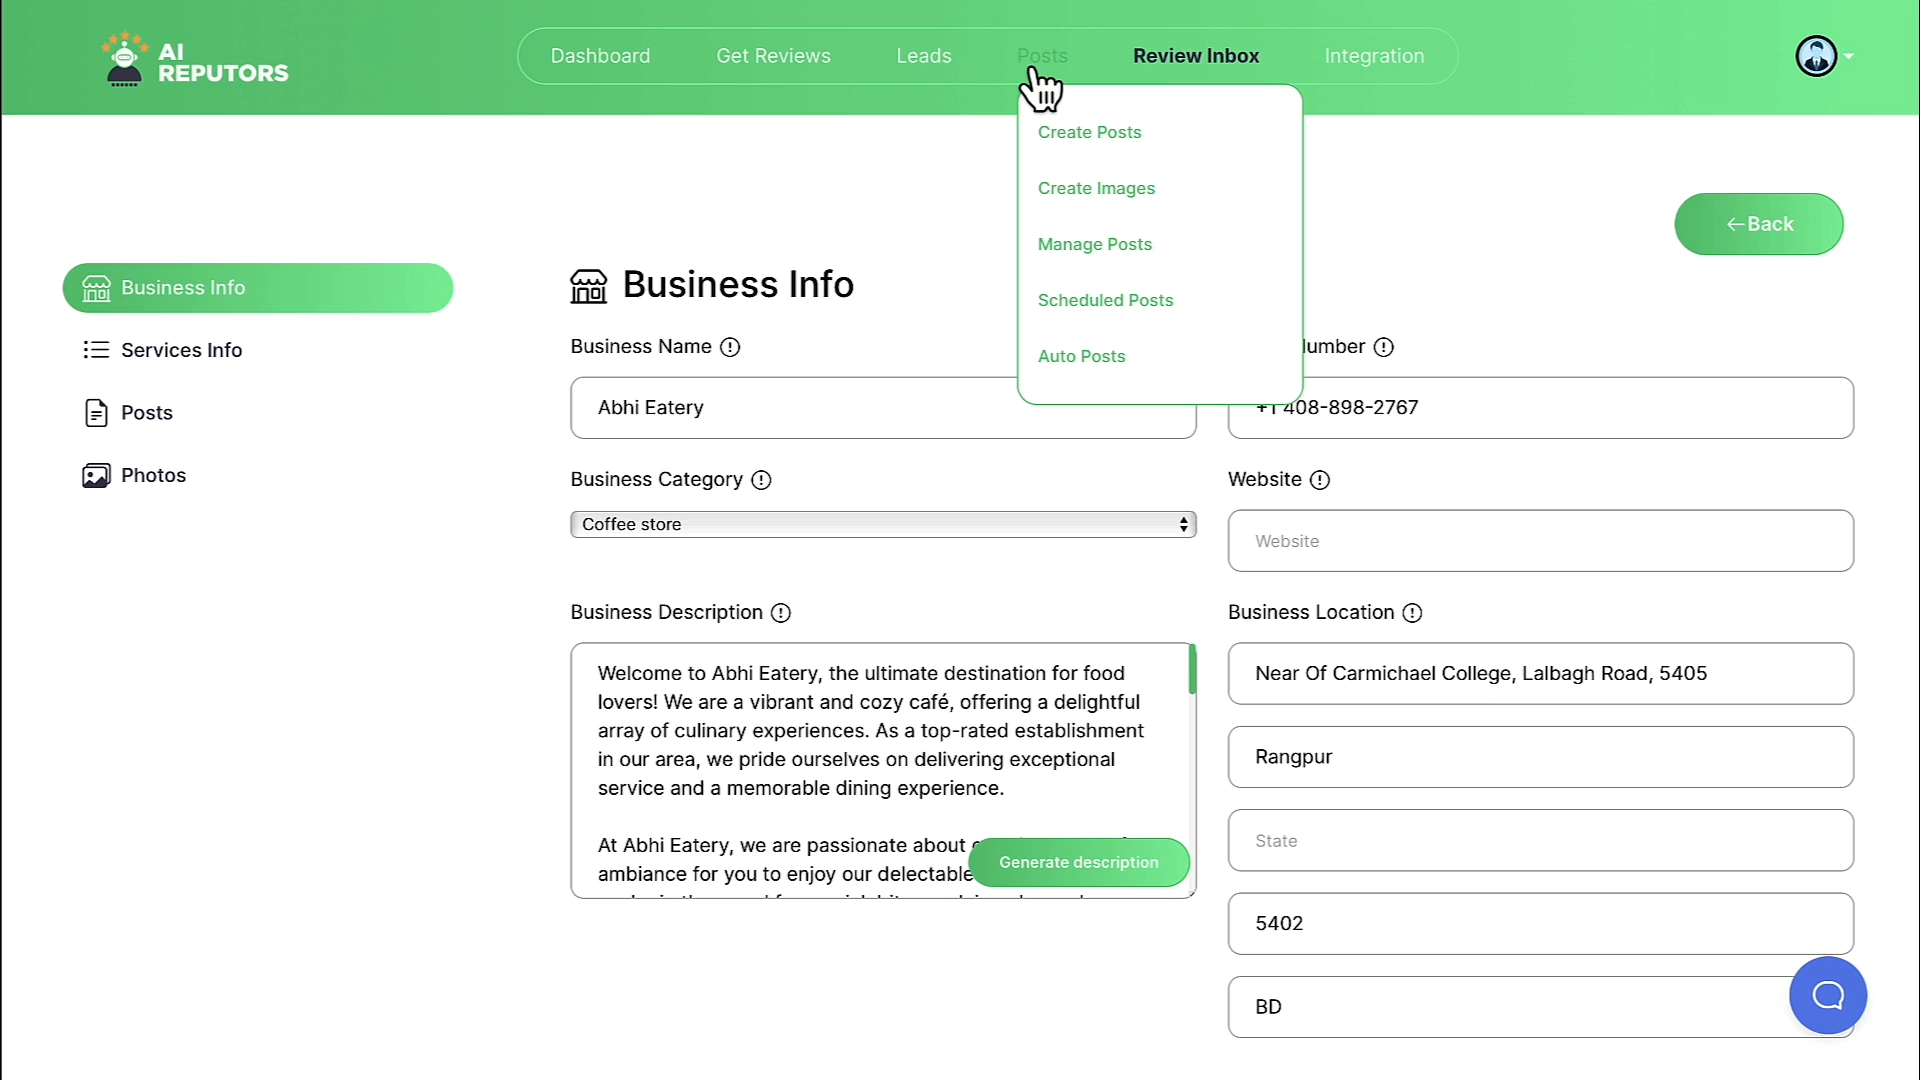 AI
REPUTORS
Dashboard
Get Reviews
Leads
Posts
Review Inbox
Integration
Create Posts
Create Images
Manage Posts
Scheduled Posts
Auto Posts
←Back
Business Info
Services Info
Posts
Photos
Business Info
Business Name
Abhi Eatery
Number
+1 408-898-2767
Business Category
Coffee store
Website
Website
Business Description
Welcome to Abhi Eatery, the ultimate destination for food
lovers! We are a vibrant and cozy café, offering a delightful
array of culinary experiences. As a top-rated establishment
in our area, we pride ourselves on delivering exceptional
service and a memorable dining experience.
At Abhi Eatery, we are passionate about
ambiance for you to enjoy our delectable
Generate description
Business Location
Near Of Carmichael College, Lalbagh Road, 5405
Rangpur
State
5402
BD